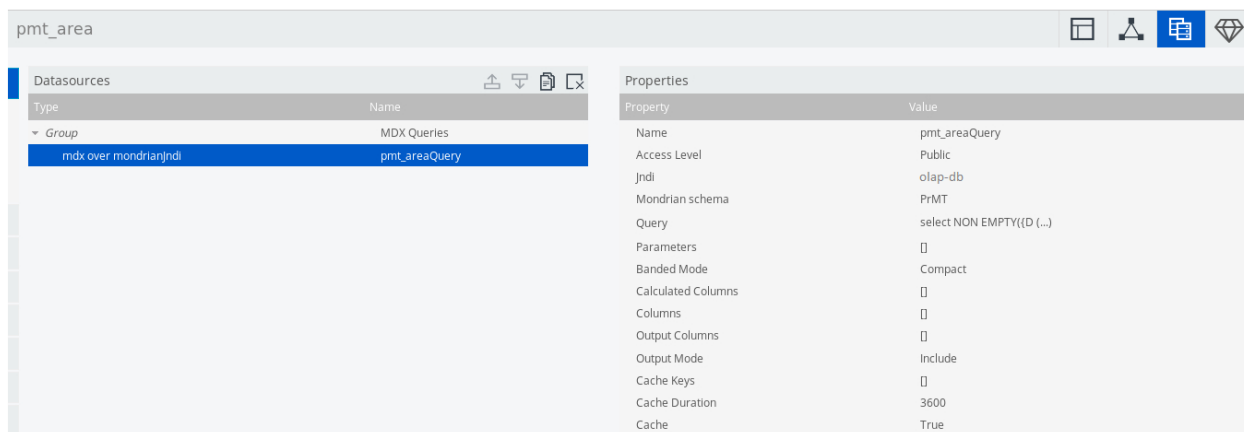 pmt_area
Datasources
Type Name
Group MDX Queries
mdx over mondrianJndi pmt_areaQuery
Properties
Property Value
Name pmt_areaQuery
Access Level Public
Jndi olap-db
Mondrian schema PrMT
Query select NON EMPTY({D (...)
Parameters []
Banded Mode Compact
Calculated Columns []
Columns []
Output Columns []
Output Mode Include
Cache Keys []
Cache Duration 3600
Cache True